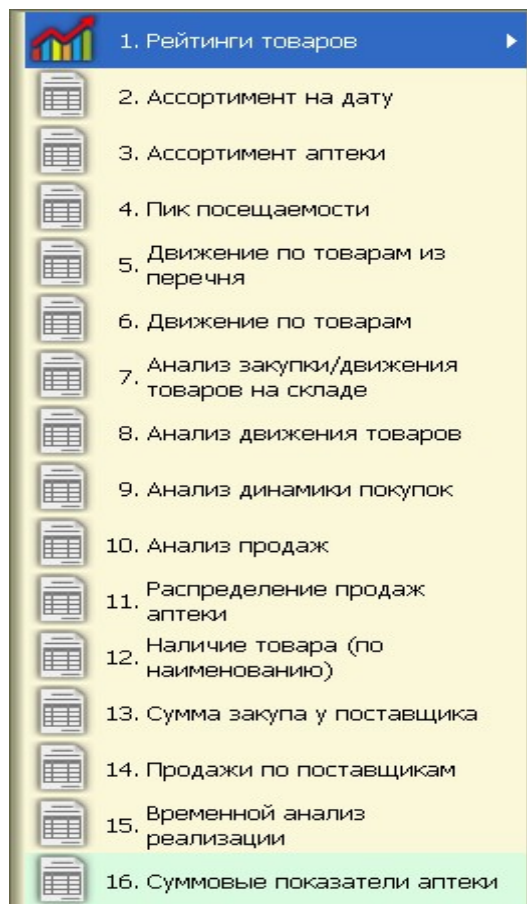 1. Рейтинги товаров
2. Ассортимент на дату
3. Ассортимент аптеки
4. Пик посещаемости
5. Движение по товарам из
перечня
6. Движение по товарам
7. Анализ закупки/движения
товаров на складе
8. Анализ движения товаров
9. Анализ динамики покупок
10. Анализ продаж
11. Распределение продаж
аптеки
12. Наличие товара (по
наименованию)
13. Сумма закупа у поставщика
14. Продажи по поставщикам
15. Временной анализ
реализации
16. Суммовые показатели аптеки